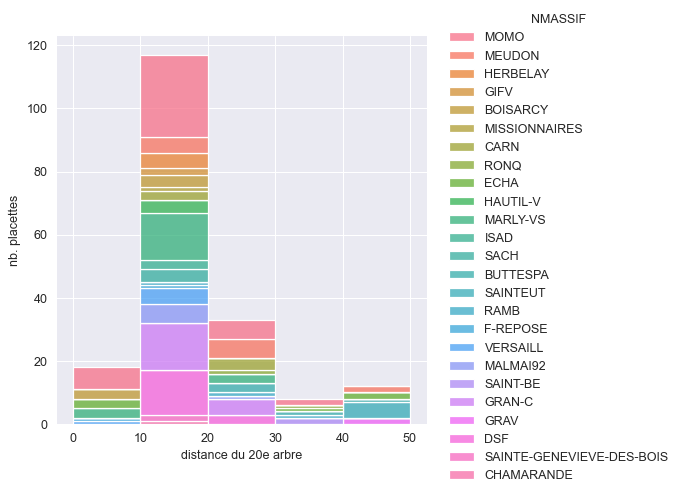 NMASSIF
MOMO
MEUDON
HERBELAY
GIFV
BOISARCY
MISSIONNAIRES
CARN
RONQ
ECHA
HAUTIL-V
MARLY-VS
ISAD
SACH
BUTTESPA
SAINTEUT
RAMB
F-REPOSE
VERSAILL
MALMAI92
SAINT-BE
GRAN-C
GRAV
DSF
SAINTE-GENEVIEVE-DES-BOIS
CHAMARANDE
120
100
80
60
40
20
0
nb. placettes
0 10 20 30 40 50
distance du 20e arbre